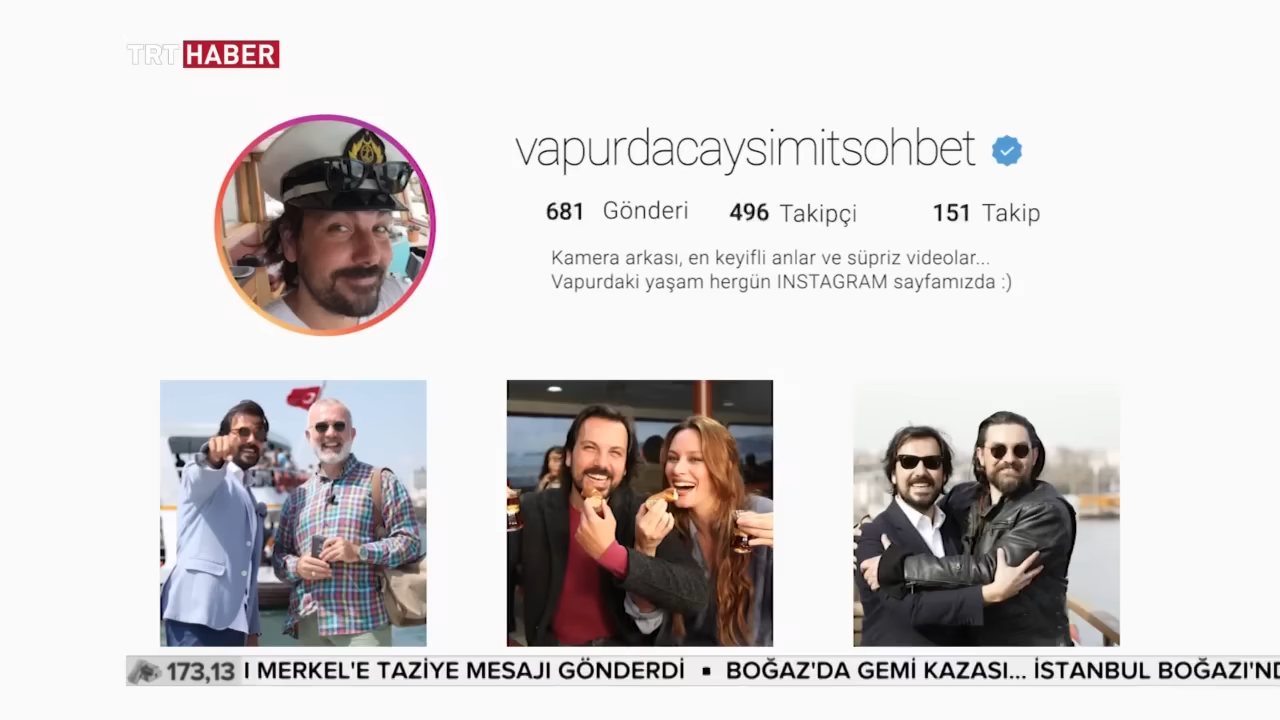 TRT HABER
vapurdacaysimitsohbet
681 Gönderi 496 Takipçi 151 Takip
Kamera arkası, en keyifli anlar ve süpriz videolar...
Vapurdaki yaşam hergün INSTAGRAM sayfamızda :)
173,13 I MERKEL'E TAZİYE MESAJI GÖNDERDİ ▪ BOĞAZ'DA GEMİ KAZASI... İSTANBUL BOĞAZI'ND